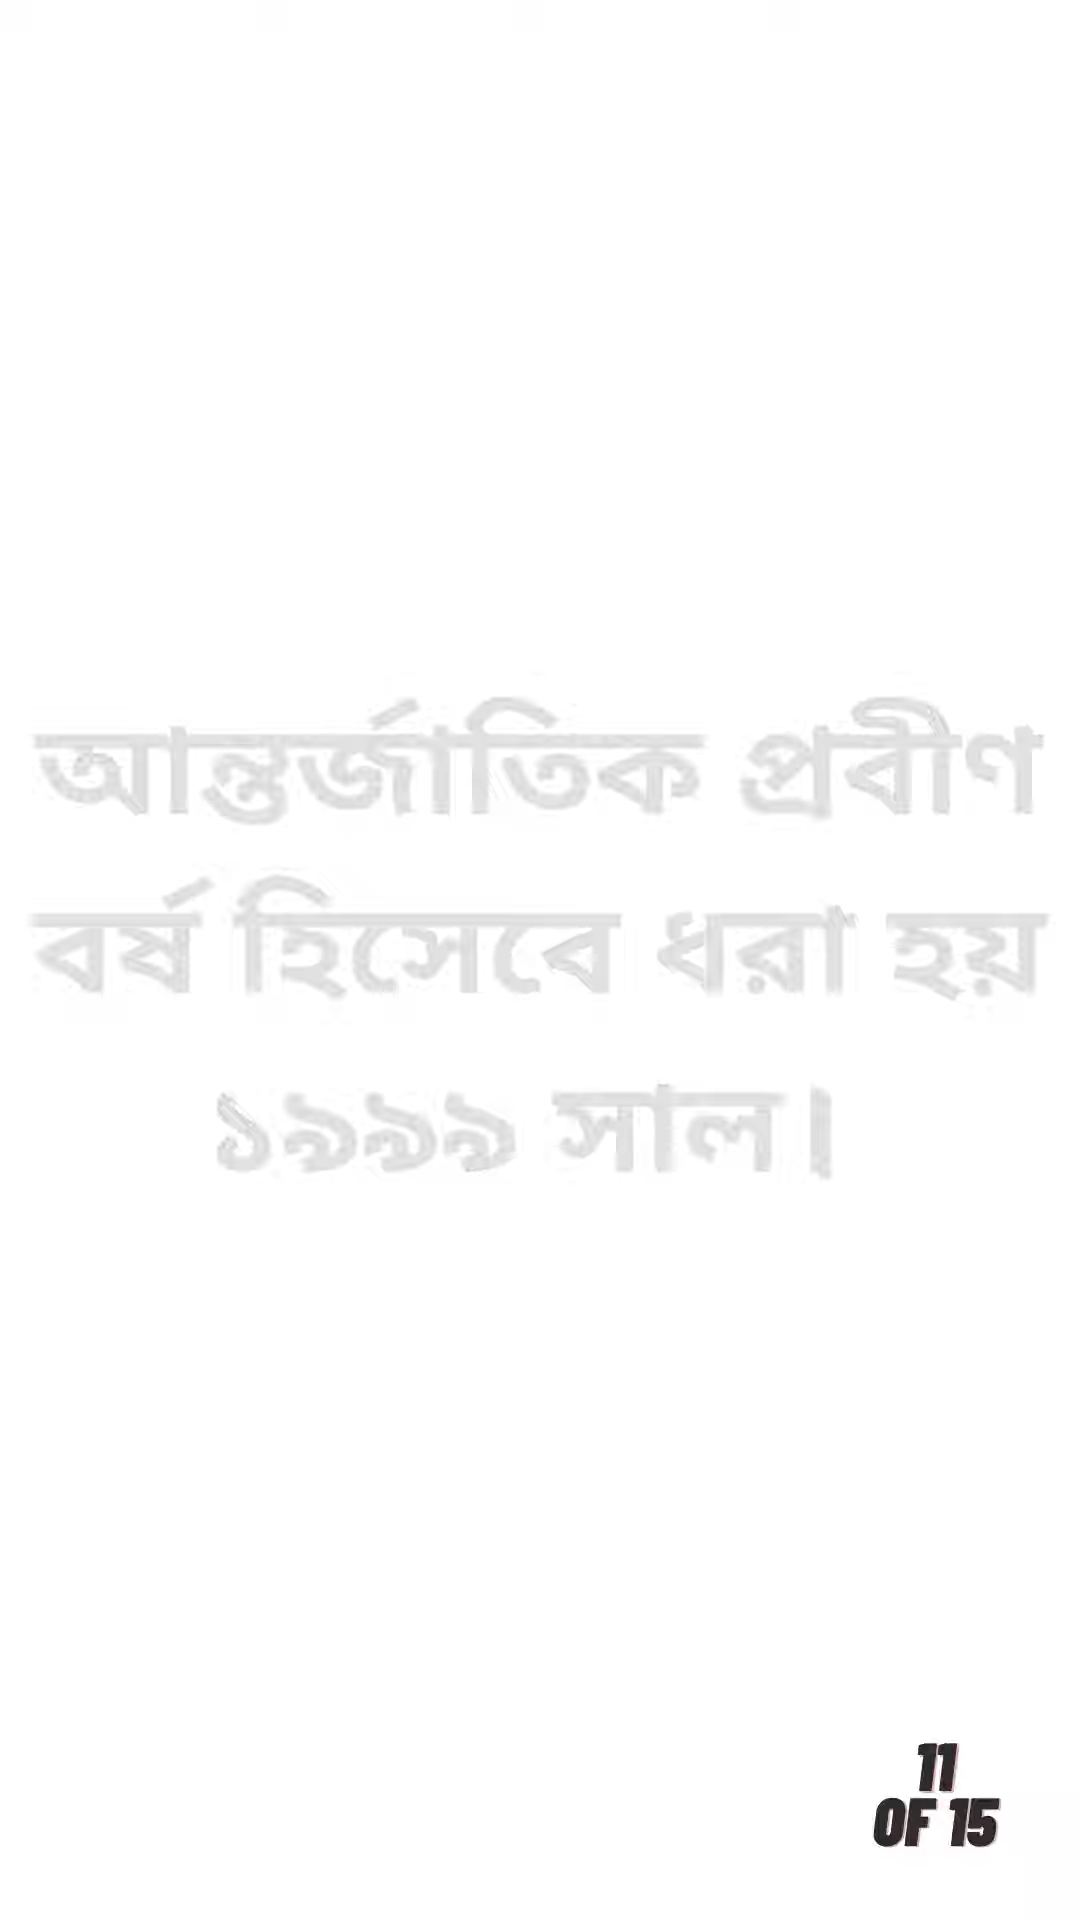 আন্তর্জাতিক প্রবীণ
বর্ষ হিসেবে ধরা হয়
১৯৯৯ সাল।
11
OF 15